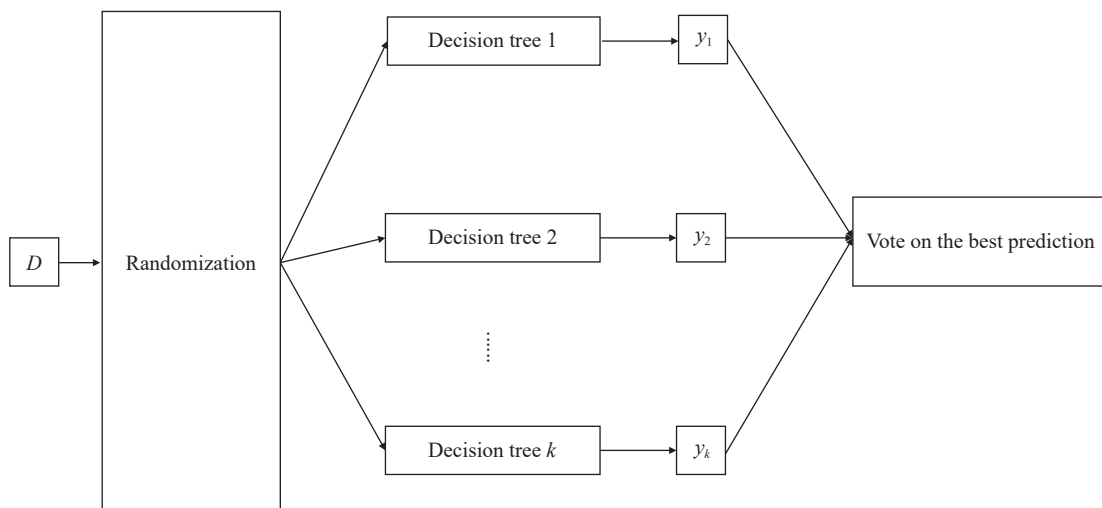 D
Randomization
Decision tree 1
y₁
Decision tree 2
y₂
Vote on the best prediction
......
Decision tree k
yₖ